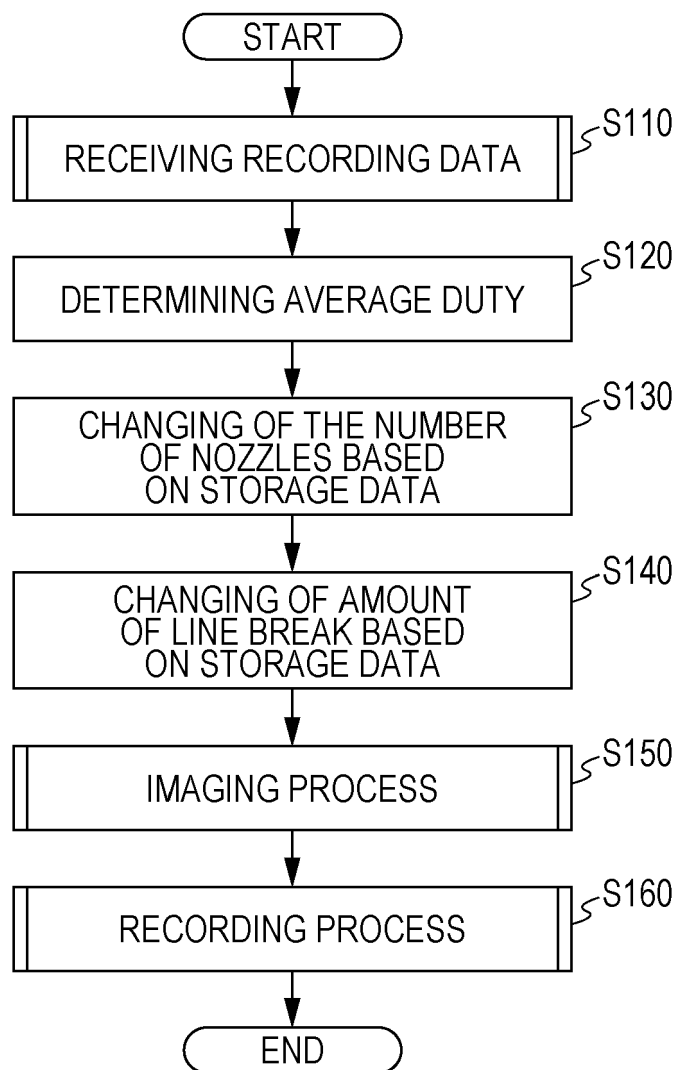 START
S110
RECEIVING RECORDING DATA
S120
DETERMINING AVERAGE DUTY
S130
CHANGING OF THE NUMBER
OF NOZZLES BASED
ON STORAGE DATA
S140
CHANGING OF AMOUNT
OF LINE BREAK BASED
ON STORAGE DATA
S150
IMAGING PROCESS
S160
RECORDING PROCESS
END